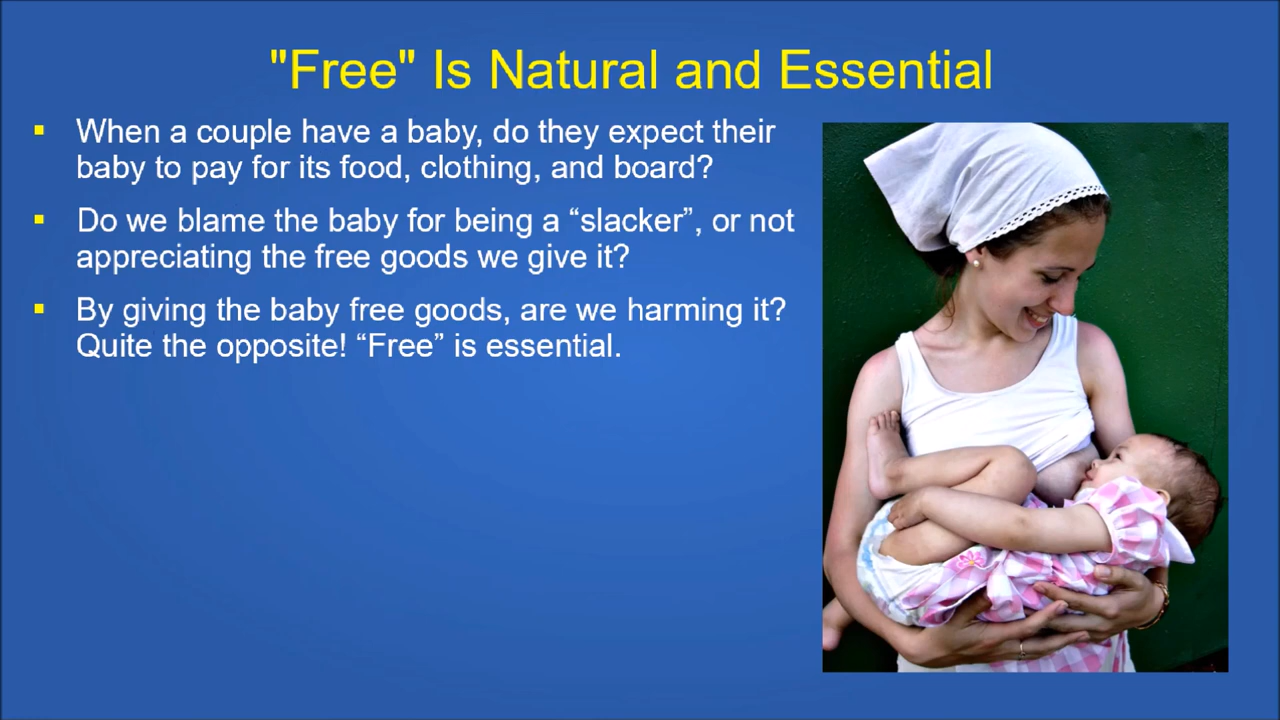 "Free" Is Natural and Essential
When a couple have a baby, do they expect their
baby to pay for its food, clothing, and board?
Do we blame the baby for being a “slacker”, or not
appreciating the free goods we give it?
By giving the baby free goods, are we harming it?
Quite the opposite! “Free” is essential.